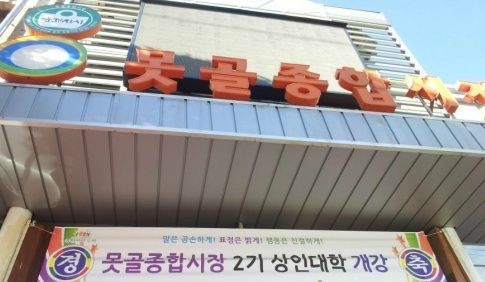 못골종합시장
말은 공손하게! 표정은 밝게! 행동은 친절하게!
경 못골종합시장 2기 상인대학 개강 축